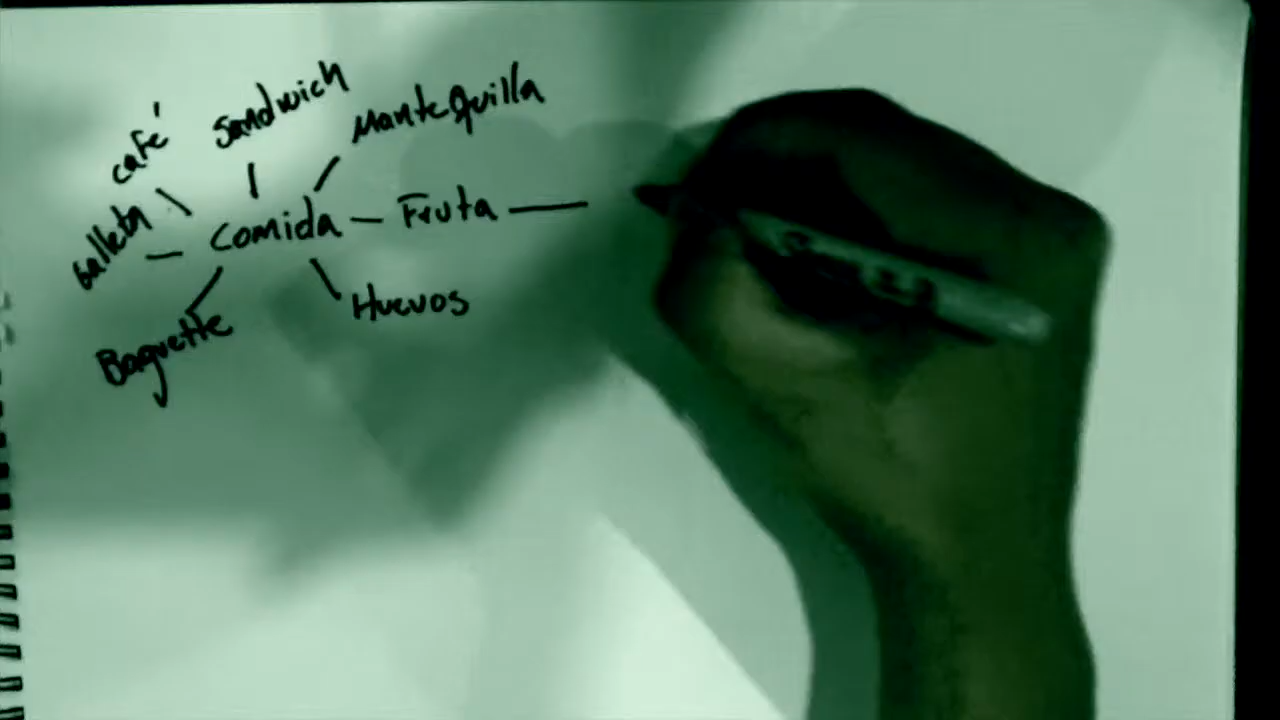 café
sandwich
Mantequilla
Galleta
Comida
Fruta
Huevos
Baguette